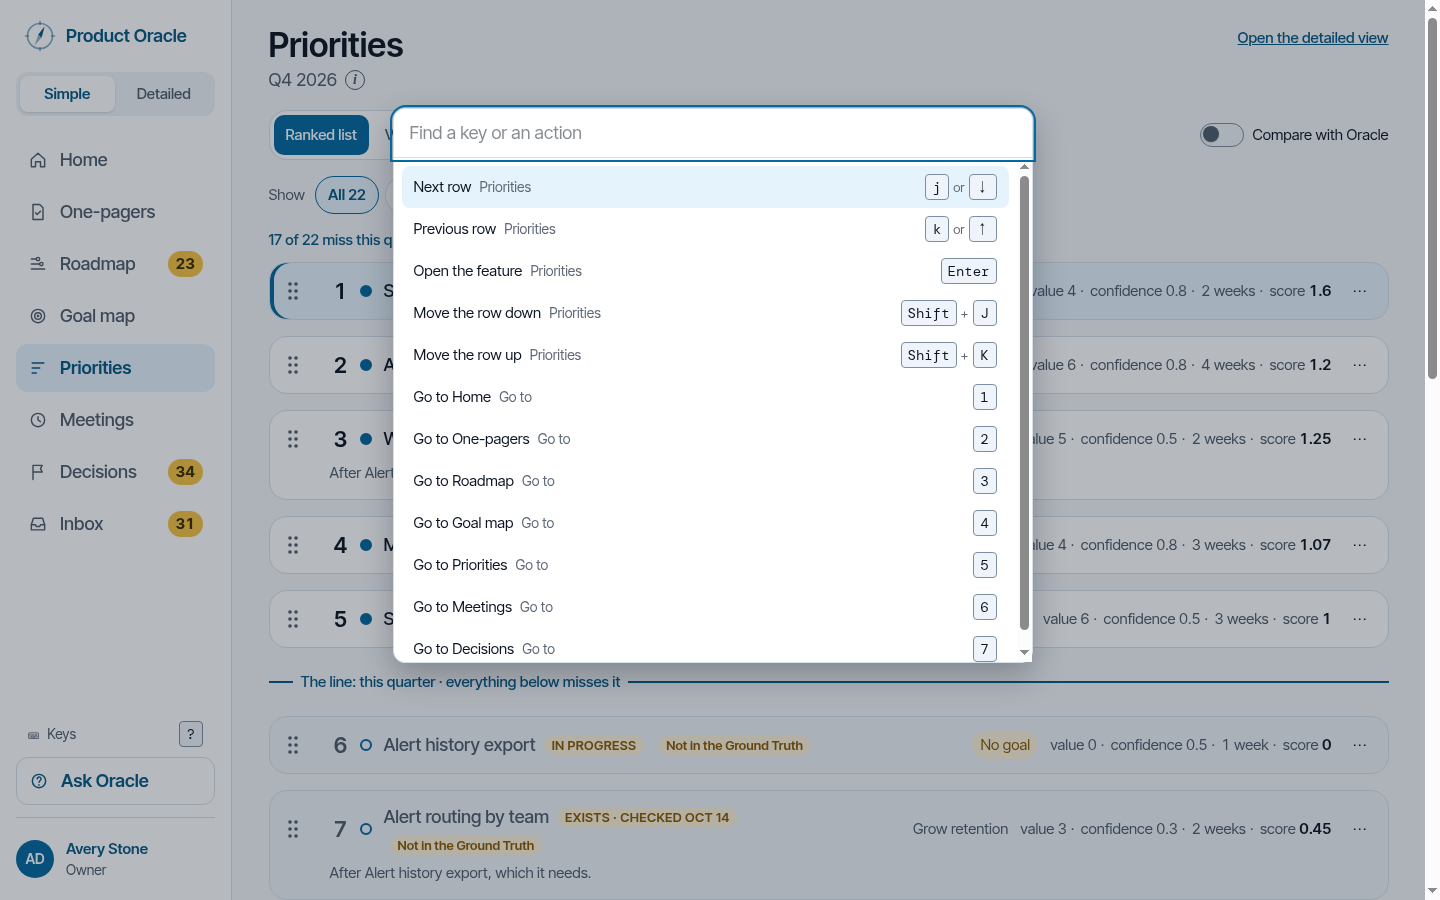 Product Oracle
Simple
Detailed
Home
One-pagers
Roadmap 23
Goal map
Priorities
Meetings
Decisions 34
Inbox 31
Keys ?
Ask Oracle
AD
Avery Stone
Owner
Priorities
Open the detailed view
Q4 2026 i
Ranked list
Compare with Oracle
Show All 22
17 of 22 miss this q
Find a key or an action
Next row Priorities j or ↓
Previous row Priorities k or ↑
Open the feature Priorities Enter
Move the row down Priorities Shift + J
Move the row up Priorities Shift + K
Go to Home Go to 1
Go to One-pagers Go to 2
Go to Roadmap Go to 3
Go to Goal map Go to 4
Go to Priorities Go to 5
Go to Meetings Go to 6
Go to Decisions Go to 7
1 S value 4 · confidence 0.8 · 2 weeks · score 1.6 ...
2 A value 6 · confidence 0.8 · 4 weeks · score 1.2 ...
3 W alue 5 · confidence 0.5 · 2 weeks · score 1.25 ...
After Alert
4 M alue 4 · confidence 0.8 · 3 weeks · score 1.07 ...
5 S value 6 · confidence 0.5 · 3 weeks · score 1 ...
The line: this quarter · everything below misses it
6 Alert history export IN PROGRESS Not in the Ground Truth No goal value 0 · confidence 0.5 · 1 week · score 0 ...
7 Alert routing by team EXISTS · CHECKED OCT 14 Grow retention value 3 · confidence 0.3 · 2 weeks · score 0.45 ...
Not in the Ground Truth
After Alert history export, which it needs.